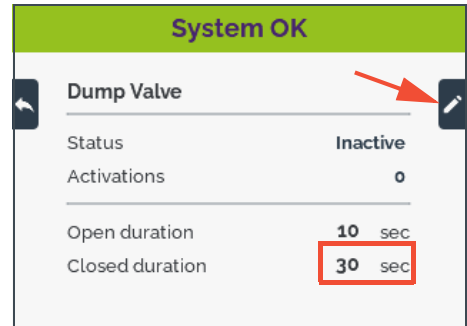 System OK
Dump Valve
Status Inactive
Activations 0
Open duration 10 sec
Closed duration 30 sec